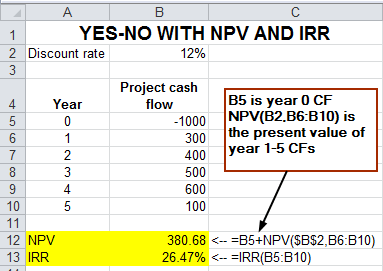 A B C
1 YES-NO WITH NPV AND IRR
2 Discount rate 12%
3
Project cash
4 Year flow
5 0 -1000
6 1 300
7 2 400
8 3 500
9 4 600
10 5 100
B5 is year 0 CF
NPV(B2,B6:B10) is
the present value of
year 1-5 CFs
11
12 NPV 380.68 <-- =B5+NPV($B$2,B6:B10)
13 IRR 26.47% <-- =IRR(B5:B10)